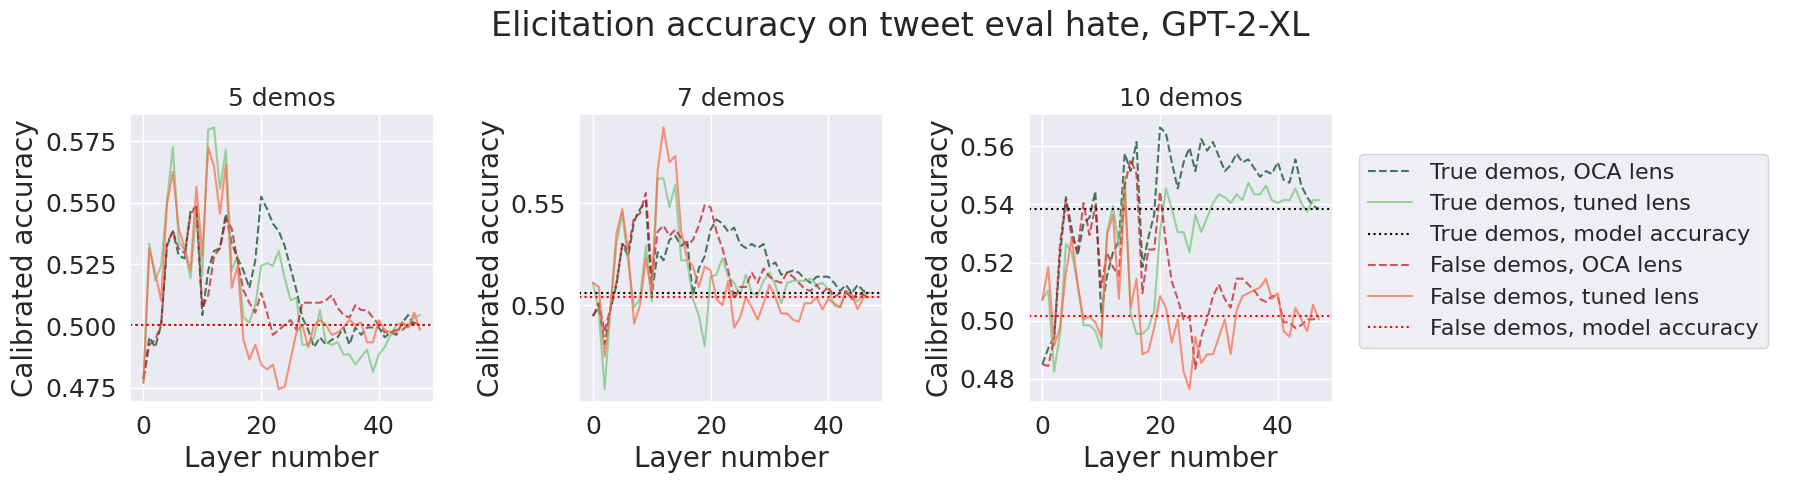 Elicitation accuracy on tweet eval hate, GPT-2-XL
5 demos
Calibrated accuracy
0.575
0.550
0.525
0.500
0.475
0 20 40
Layer number
7 demos
Calibrated accuracy
0.55
0.50
0 20 40
Layer number
10 demos
Calibrated accuracy
0.56
0.54
0.52
0.50
0.48
0 20 40
Layer number
True demos, OCA lens
True demos, tuned lens
True demos, model accuracy
False demos, OCA lens
False demos, tuned lens
False demos, model accuracy